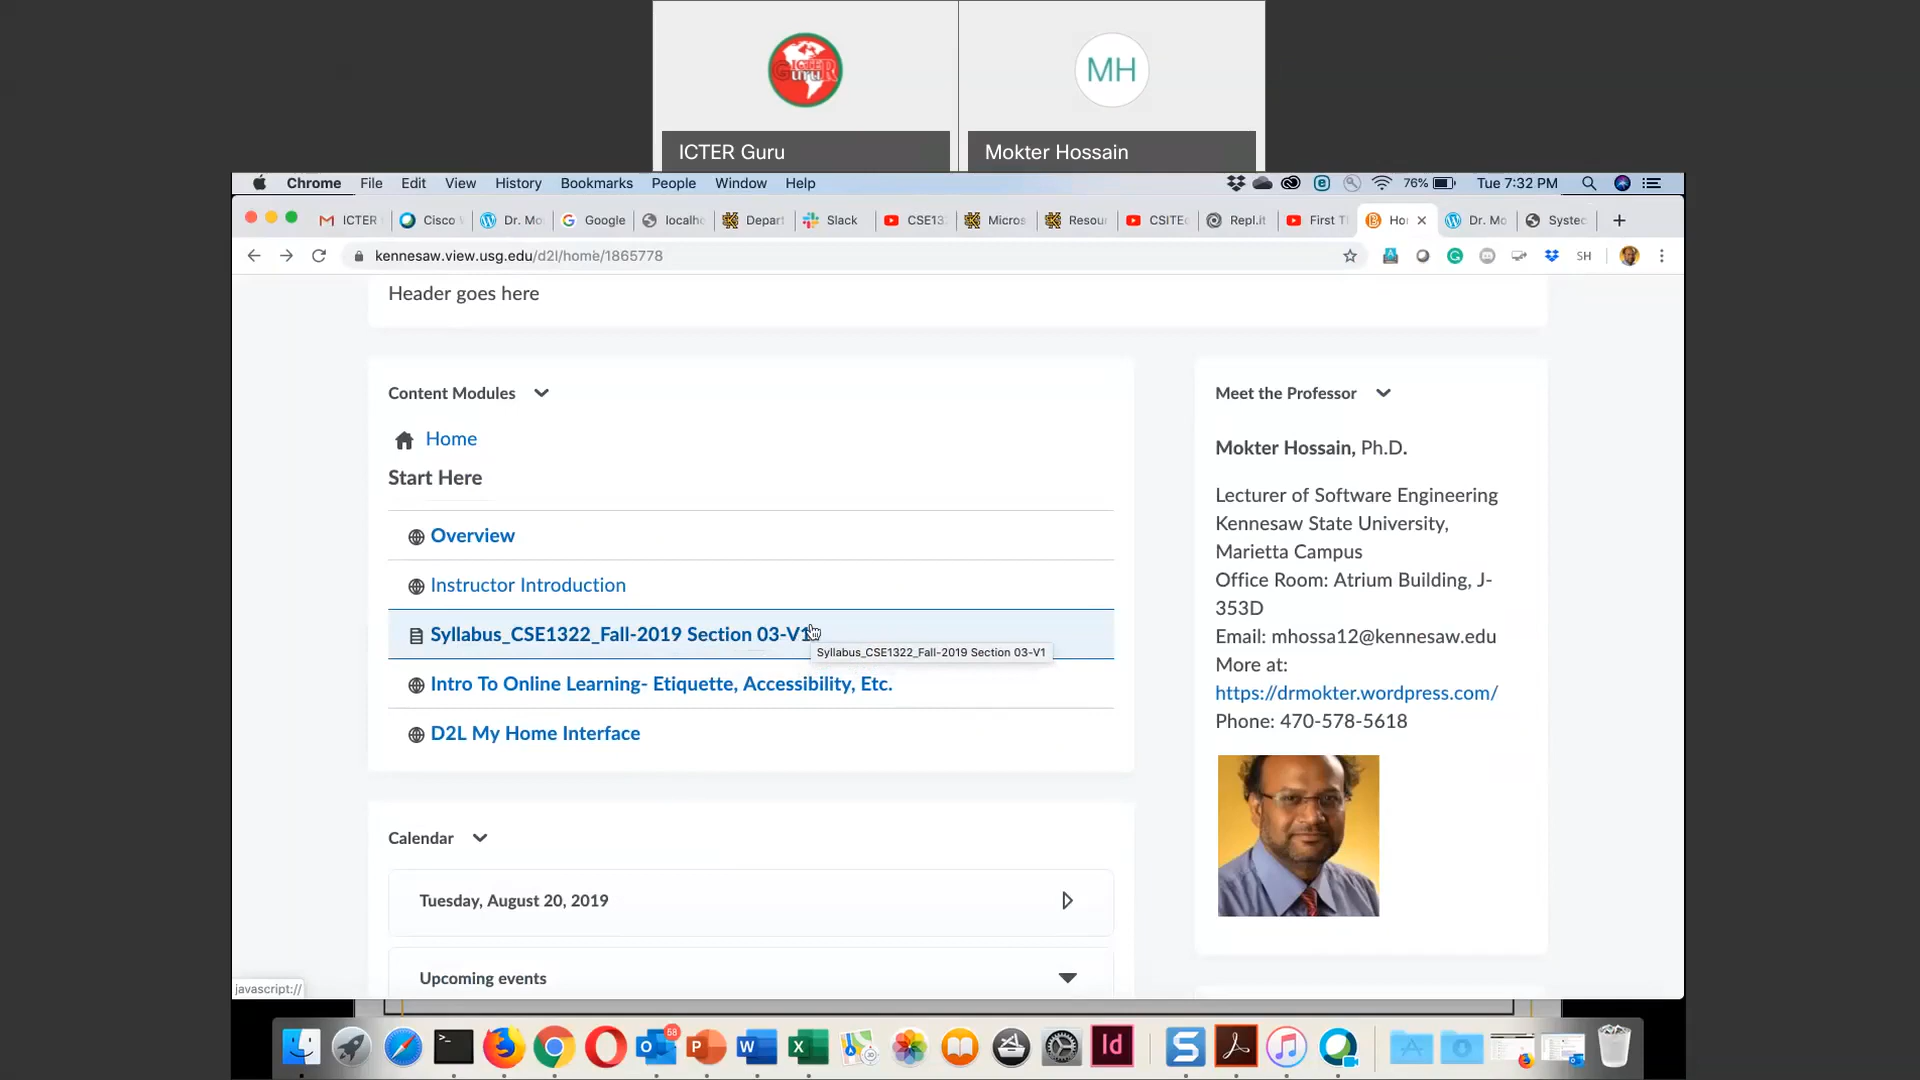 MH
ICTER Guru
Mokter Hossain
Chrome File Edit View History Bookmarks People Window Help
76% Tue 7:32 PM
ICTER Cisco Dr. Mo Google localho Depart Slack CSE13 Micros Resou CSITEd Repl.it First T Ho Dr. Mo System
kennesaw.view.usg.edu/d2l/home/1865778
SH
Header goes here
Content Modules
Home
Start Here
Overview
Instructor Introduction
Syllabus_CSE1322_Fall-2019 Section 03-V1
Syllabus_CSE1322_Fall-2019 Section 03-V1
Intro To Online Learning- Etiquette, Accessibility, Etc.
D2L My Home Interface
Calendar
Tuesday, August 20, 2019
Upcoming events
Meet the Professor
Mokter Hossain, Ph.D.
Lecturer of Software Engineering
Kennesaw State University,
Marietta Campus
Office Room: Atrium Building, J-
353D
Email: mhossa12@kennesaw.edu
More at:
https://drmokter.wordpress.com/
Phone: 470-578-5618
javascript://
58
Id